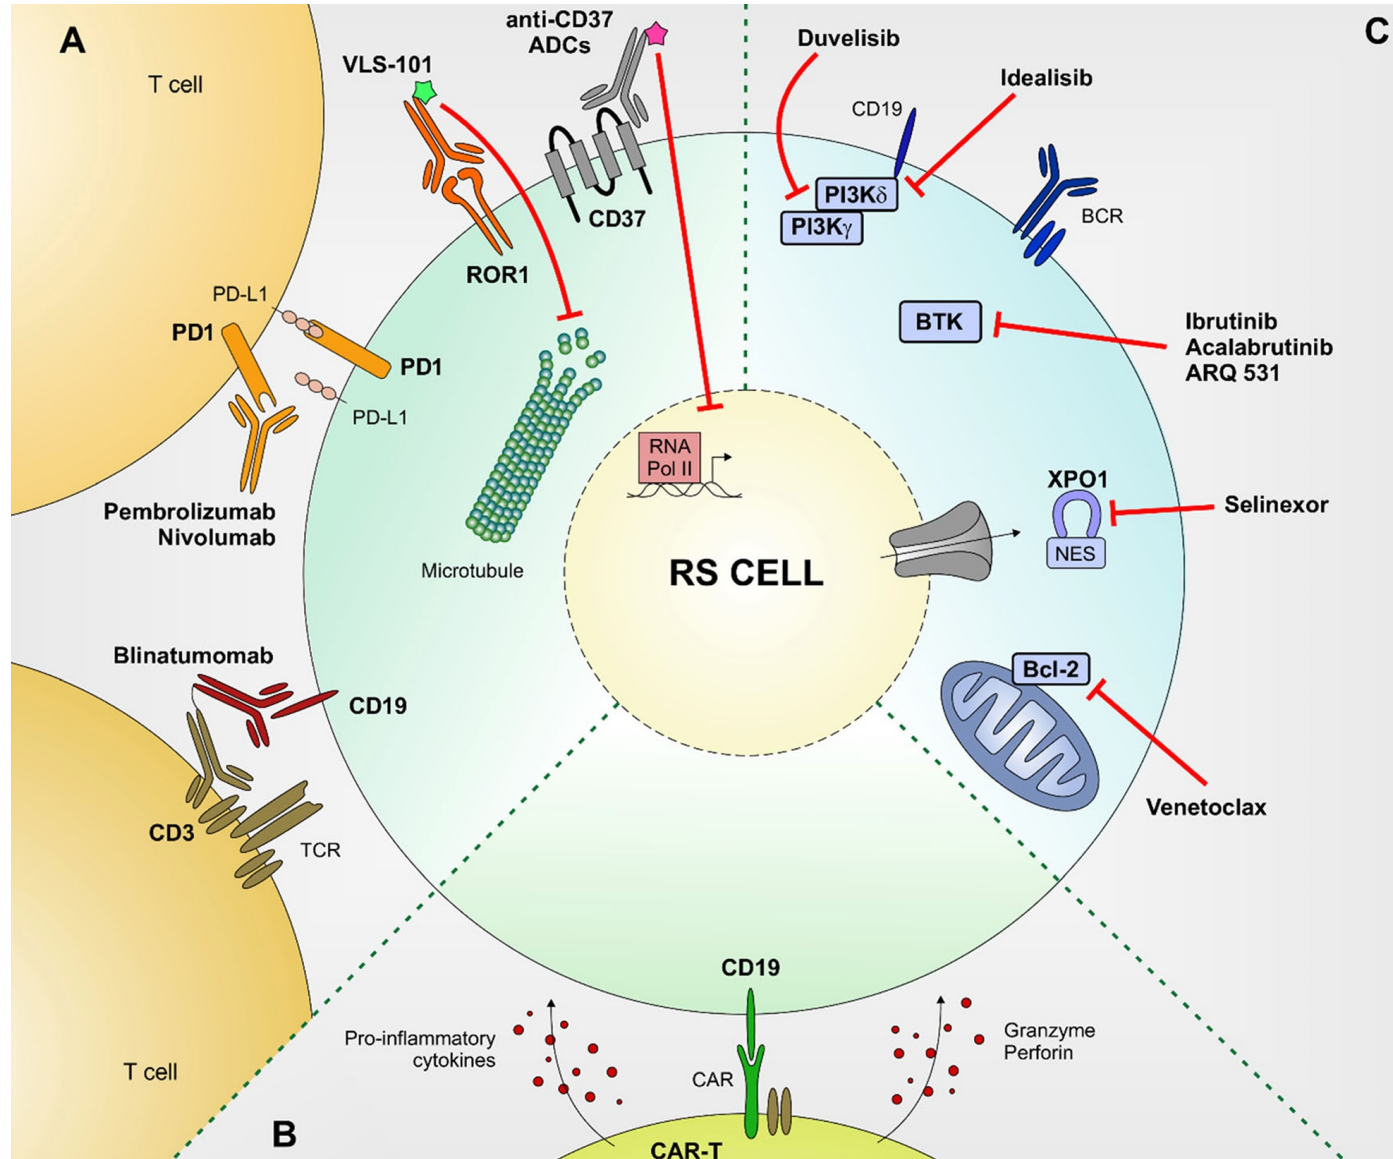 A
T cell
VLS-101
anti-CD37
ADCs
CD37
ROR1
PD-L1
PD1
PD1
PD-L1
Pembrolizumab
Nivolumab
Microtubule
RNA
Pol II
RS CELL
Blinatumomab
CD19
CD3
TCR
T cell
C
Duvelisib
Idealisib
CD19
PI3Kδ
PI3Kγ
BCR
BTK
Ibrutinib
Acalabrutinib
ARQ 531
XPO1
NES
Selinexor
Bcl-2
Venetoclax
B
CD19
Pro-inflammatory
cytokines
CAR
Granzyme
Perforin
CAR-T